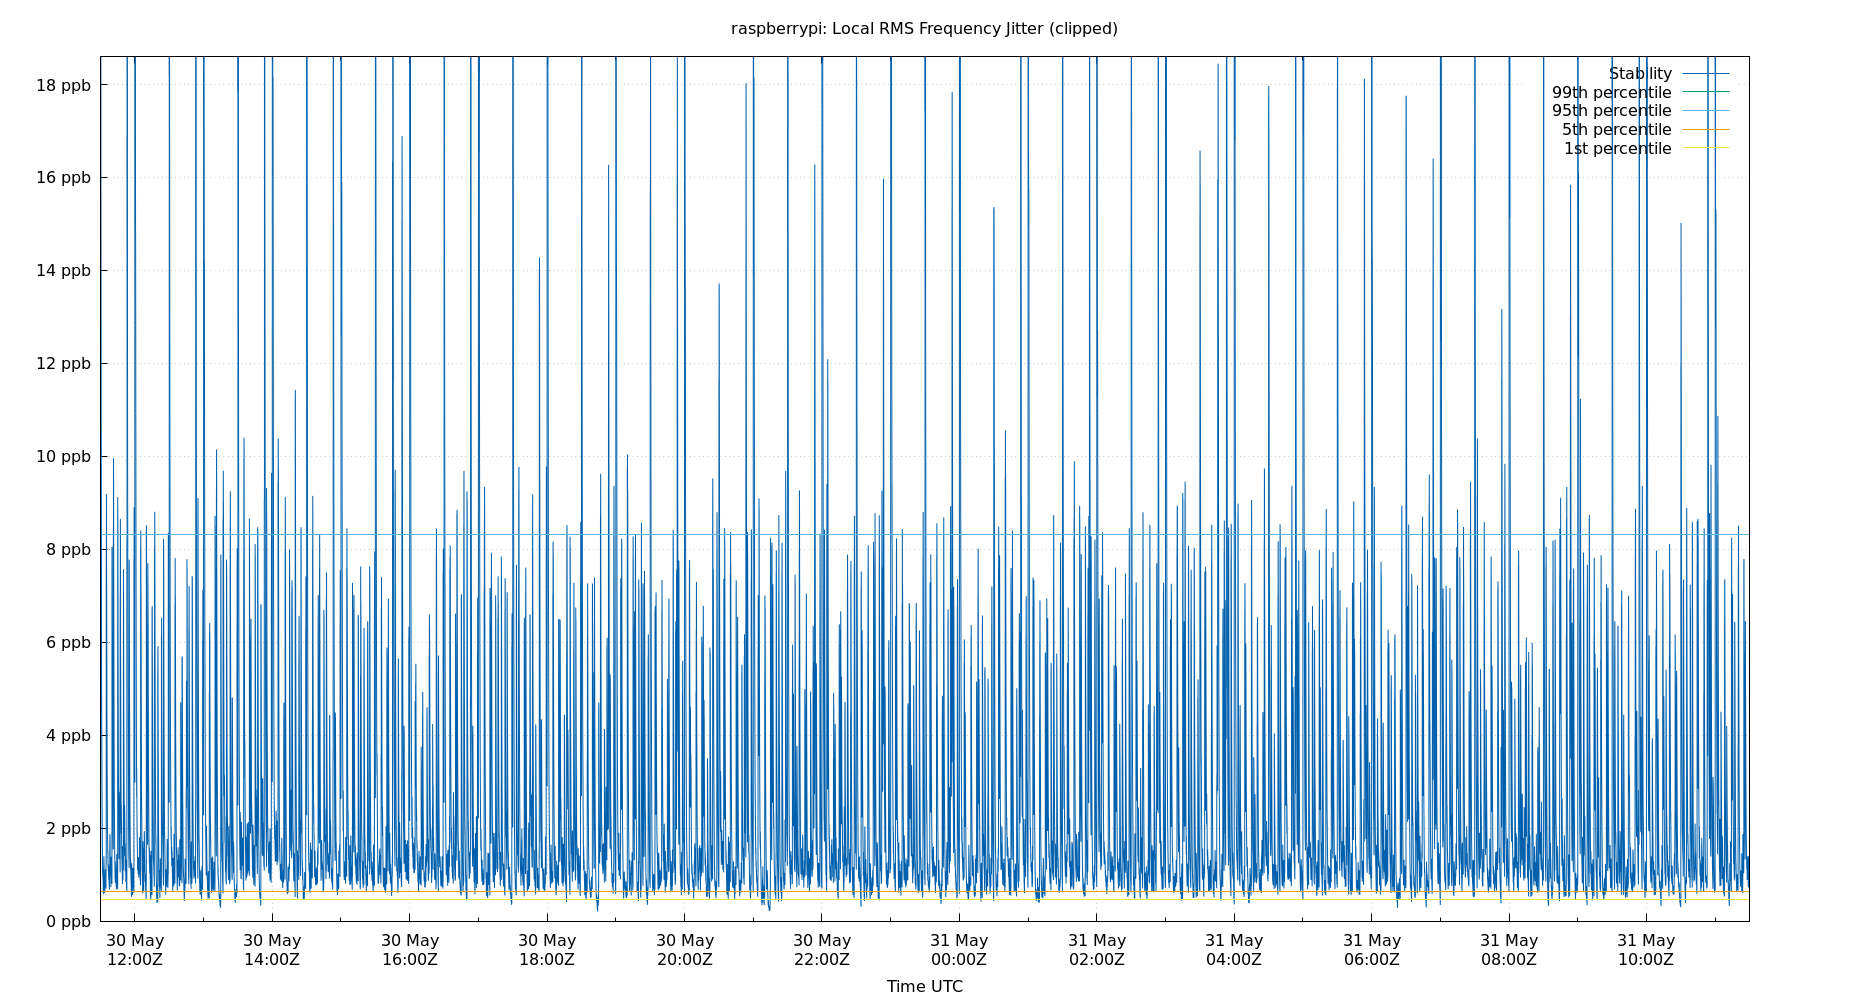 raspberrypi: Local RMS Frequency Jitter (clipped)
18 ppb
16 ppb
14 ppb
12 ppb
10 ppb
8 ppb
6 ppb
4 ppb
2 ppb
0 ppb
Stability
99th percentile
95th percentile
5th percentile
1st percentile
30 May 30 May 30 May 30 May 30 May 30 May 31 May 31 May 31 May 31 May 31 May 31 May
12:00Z 14:00Z 16:00Z 18:00Z 20:00Z 22:00Z 00:00Z 02:00Z 04:00Z 06:00Z 08:00Z 10:00Z
Time UTC